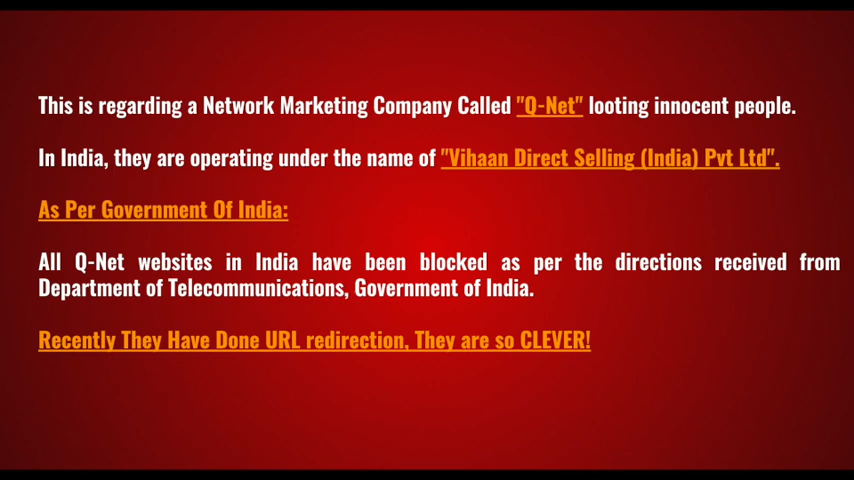 This is regarding a Network Marketing Company Called "Q-Net" looting innocent people.
In India, they are operating under the name of "Vihaan Direct Selling (India) Pvt Ltd".
As Per Government Of India:
All Q-Net websites in India have been blocked as per the directions received from
Department of Telecommunications, Government of India.
Recently They Have Done URL redirection, They are so CLEVER!